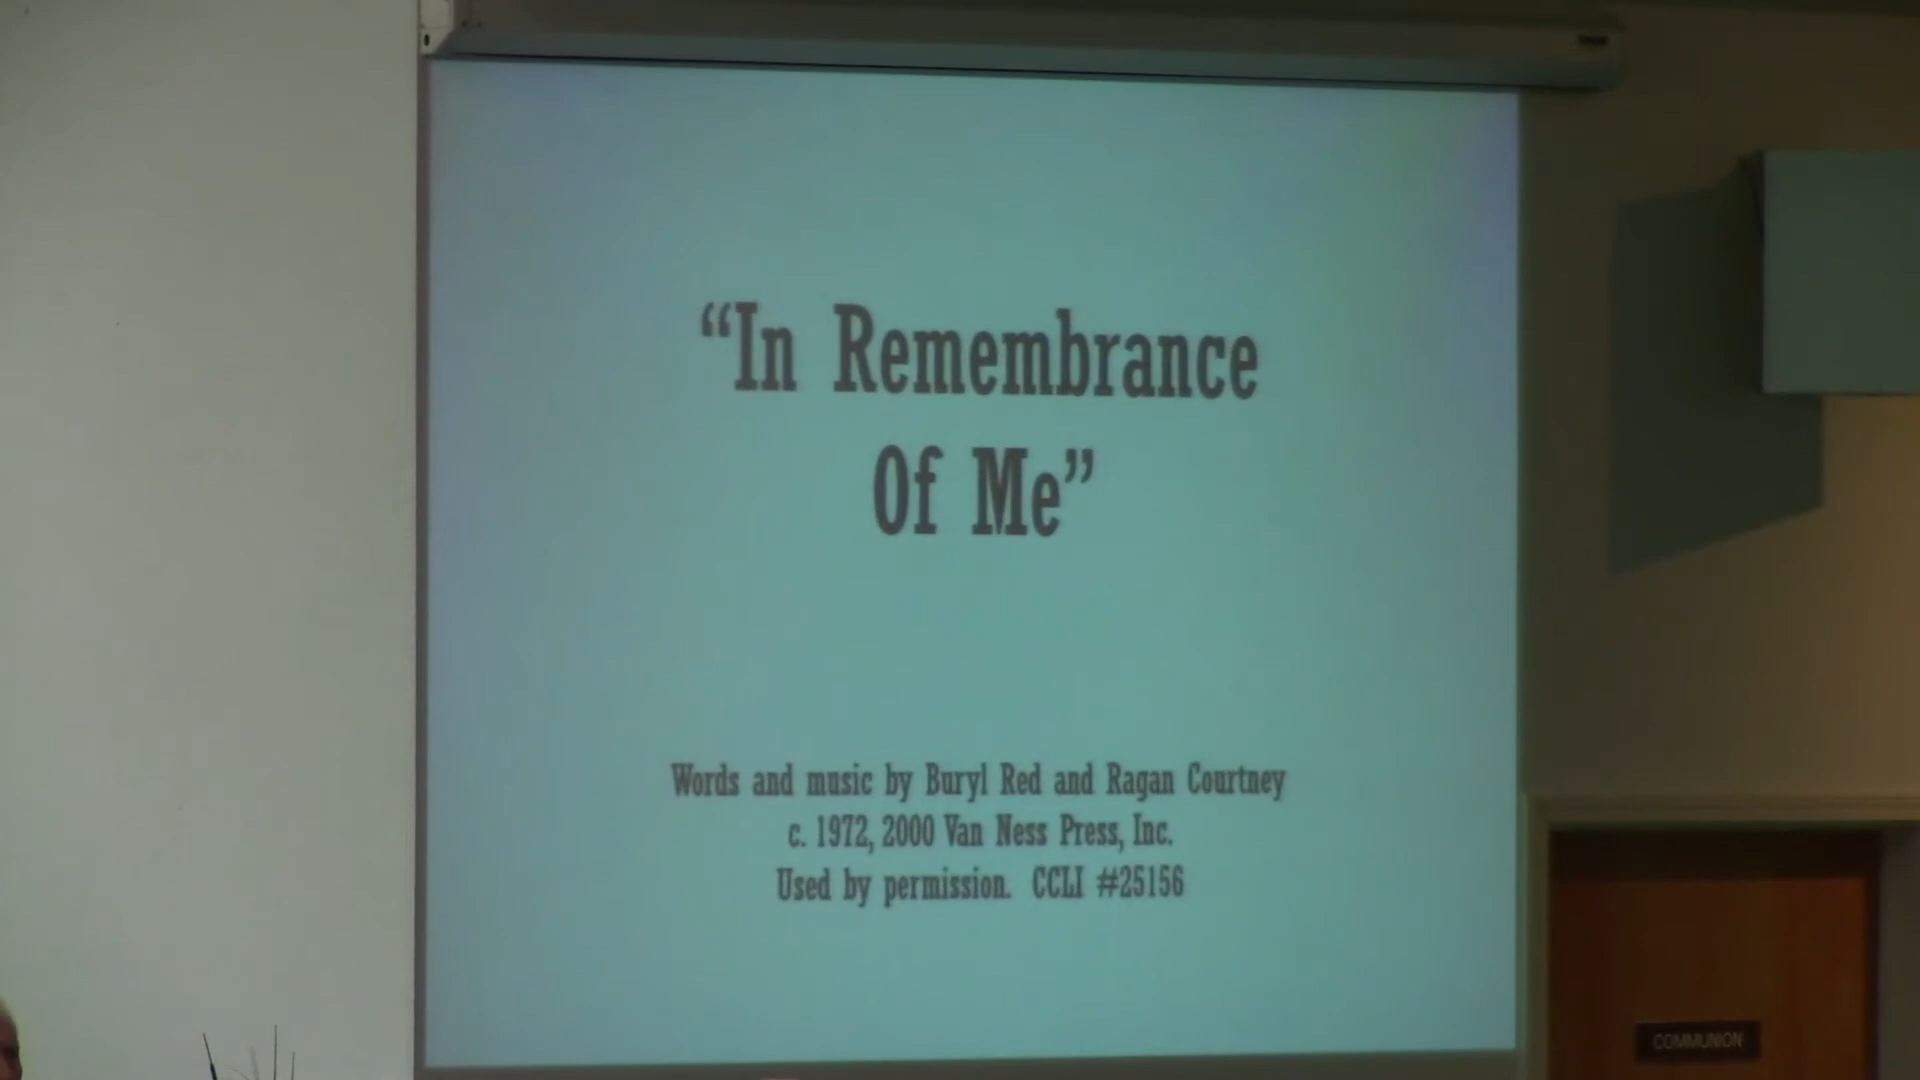 “In Remembrance
Of Me”
Words and music by Buryl Red and Ragan Courtney
c. 1972, 2000 Van Ness Press, Inc.
Used by permission. CCLI #25156
COMMUNION